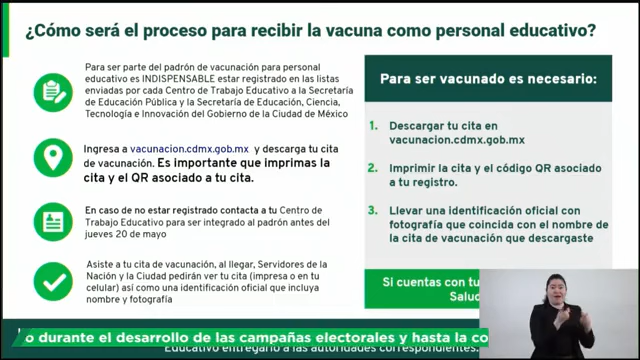 ¿Cómo será el proceso para recibir la vacuna como personal educativo?
Para ser parte del padrón de vacunación para personal
educativo es INDISPENSABLE estar registrado en las listas
enviadas por cada Centro de Trabajo Educativo a la Secretaría
de Educación Pública y la Secretaría de Educación, Ciencia,
Tecnología e Innovación del Gobierno de la Ciudad de México
Ingresa a vacunacion.cdmx.gob.mx y descarga tu cita
de vacunación. Es importante que imprimas la
cita y el QR asociado a tu cita.
En caso de no estar registrado contacta a tu Centro de
Trabajo Educativo para ser integrado al padrón antes del
jueves 20 de mayo
Asiste a tu cita de vacunación, al llegar, Servidores de la
Nación y la Ciudad pedirán ver tu cita (impresa o en tu
celular) así como una identificación oficial que incluya
nombre y fotografía
Para ser vacunado es necesario:
1. Descargar tu cita en
vacunacion.cdmx.gob.mx
2. Imprimir la cita y el código QR asociado
a tu registro.
3. Llevar una identificación oficial con
fotografía que coincida con el nombre de
la cita de vacunación que descargaste
Si cuentas con tu
Salu
o durante el desarrollo de las campañas electorales y hasta la co
Educativo entregarlo a las autoridades correspondientes.